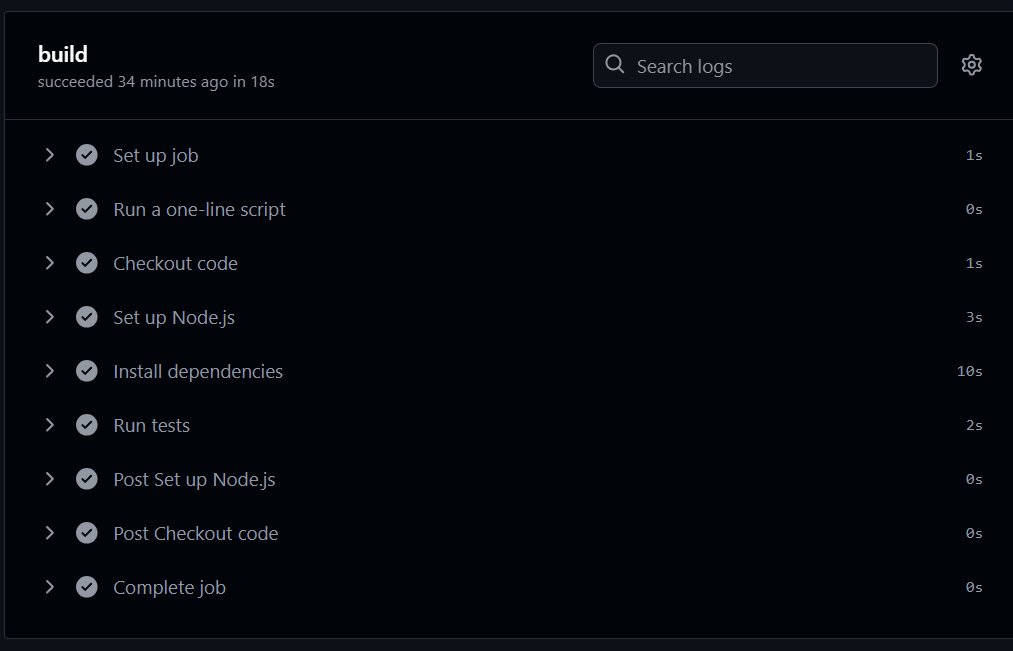 build
succeeded 34 minutes ago in 18s
Search logs
Set up job 1s
Run a one-line script 0s
Checkout code 1s
Set up Node.js 3s
Install dependencies 10s
Run tests 2s
Post Set up Node.js 0s
Post Checkout code 0s
Complete job 0s